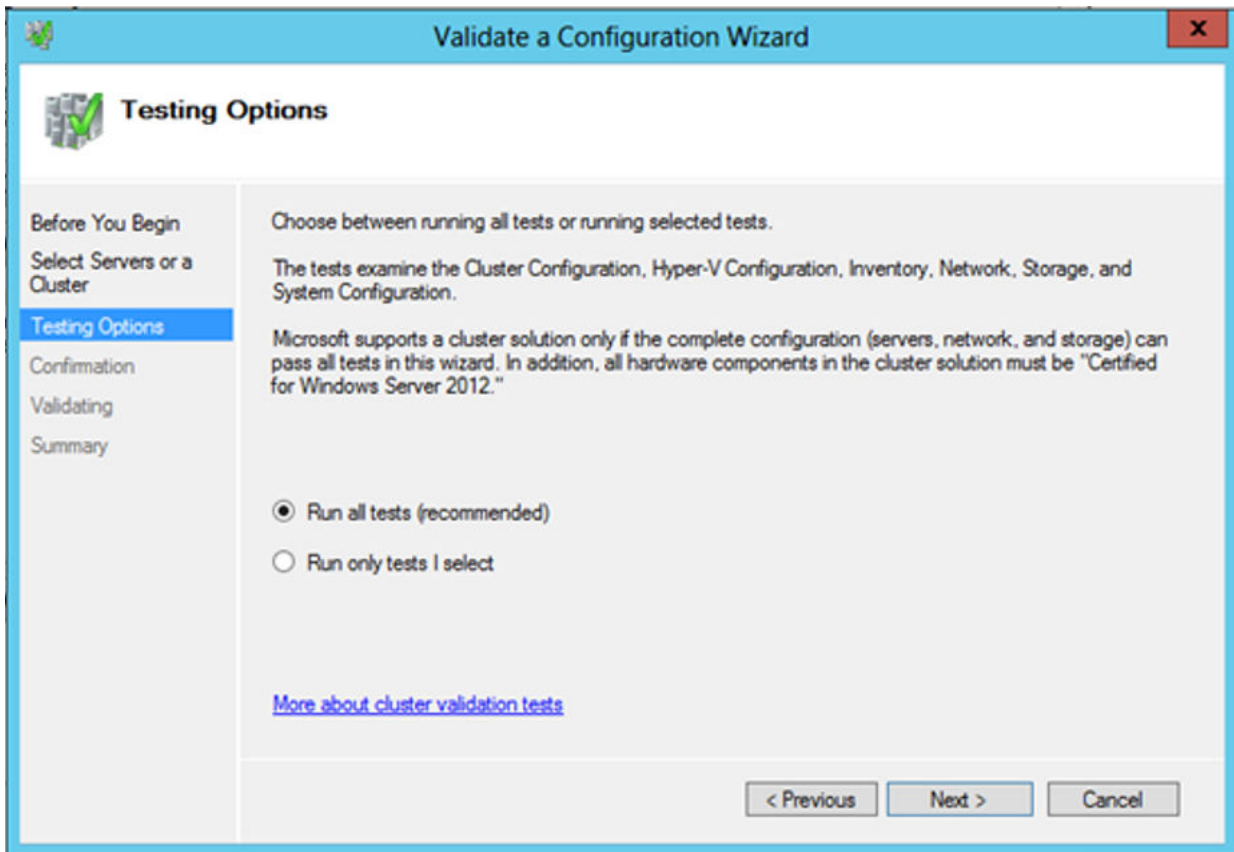 Validate a Configuration Wizard
x
Testing Options
Before You Begin
Select Servers or a
Cluster
Testing Options
Confirmation
Validating
Summary
Choose between running all tests or running selected tests.
The tests examine the Cluster Configuration, Hyper-V Configuration, Inventory, Network, Storage, and
System Configuration.
Microsoft supports a cluster solution only if the complete configuration (servers, network, and storage) can
pass all tests in this wizard. In addition, all hardware components in the cluster solution must be "Certified
for Windows Server 2012."
Run all tests (recommended)
Run only tests I select
More about cluster validation tests
< Previous
Next >
Cancel